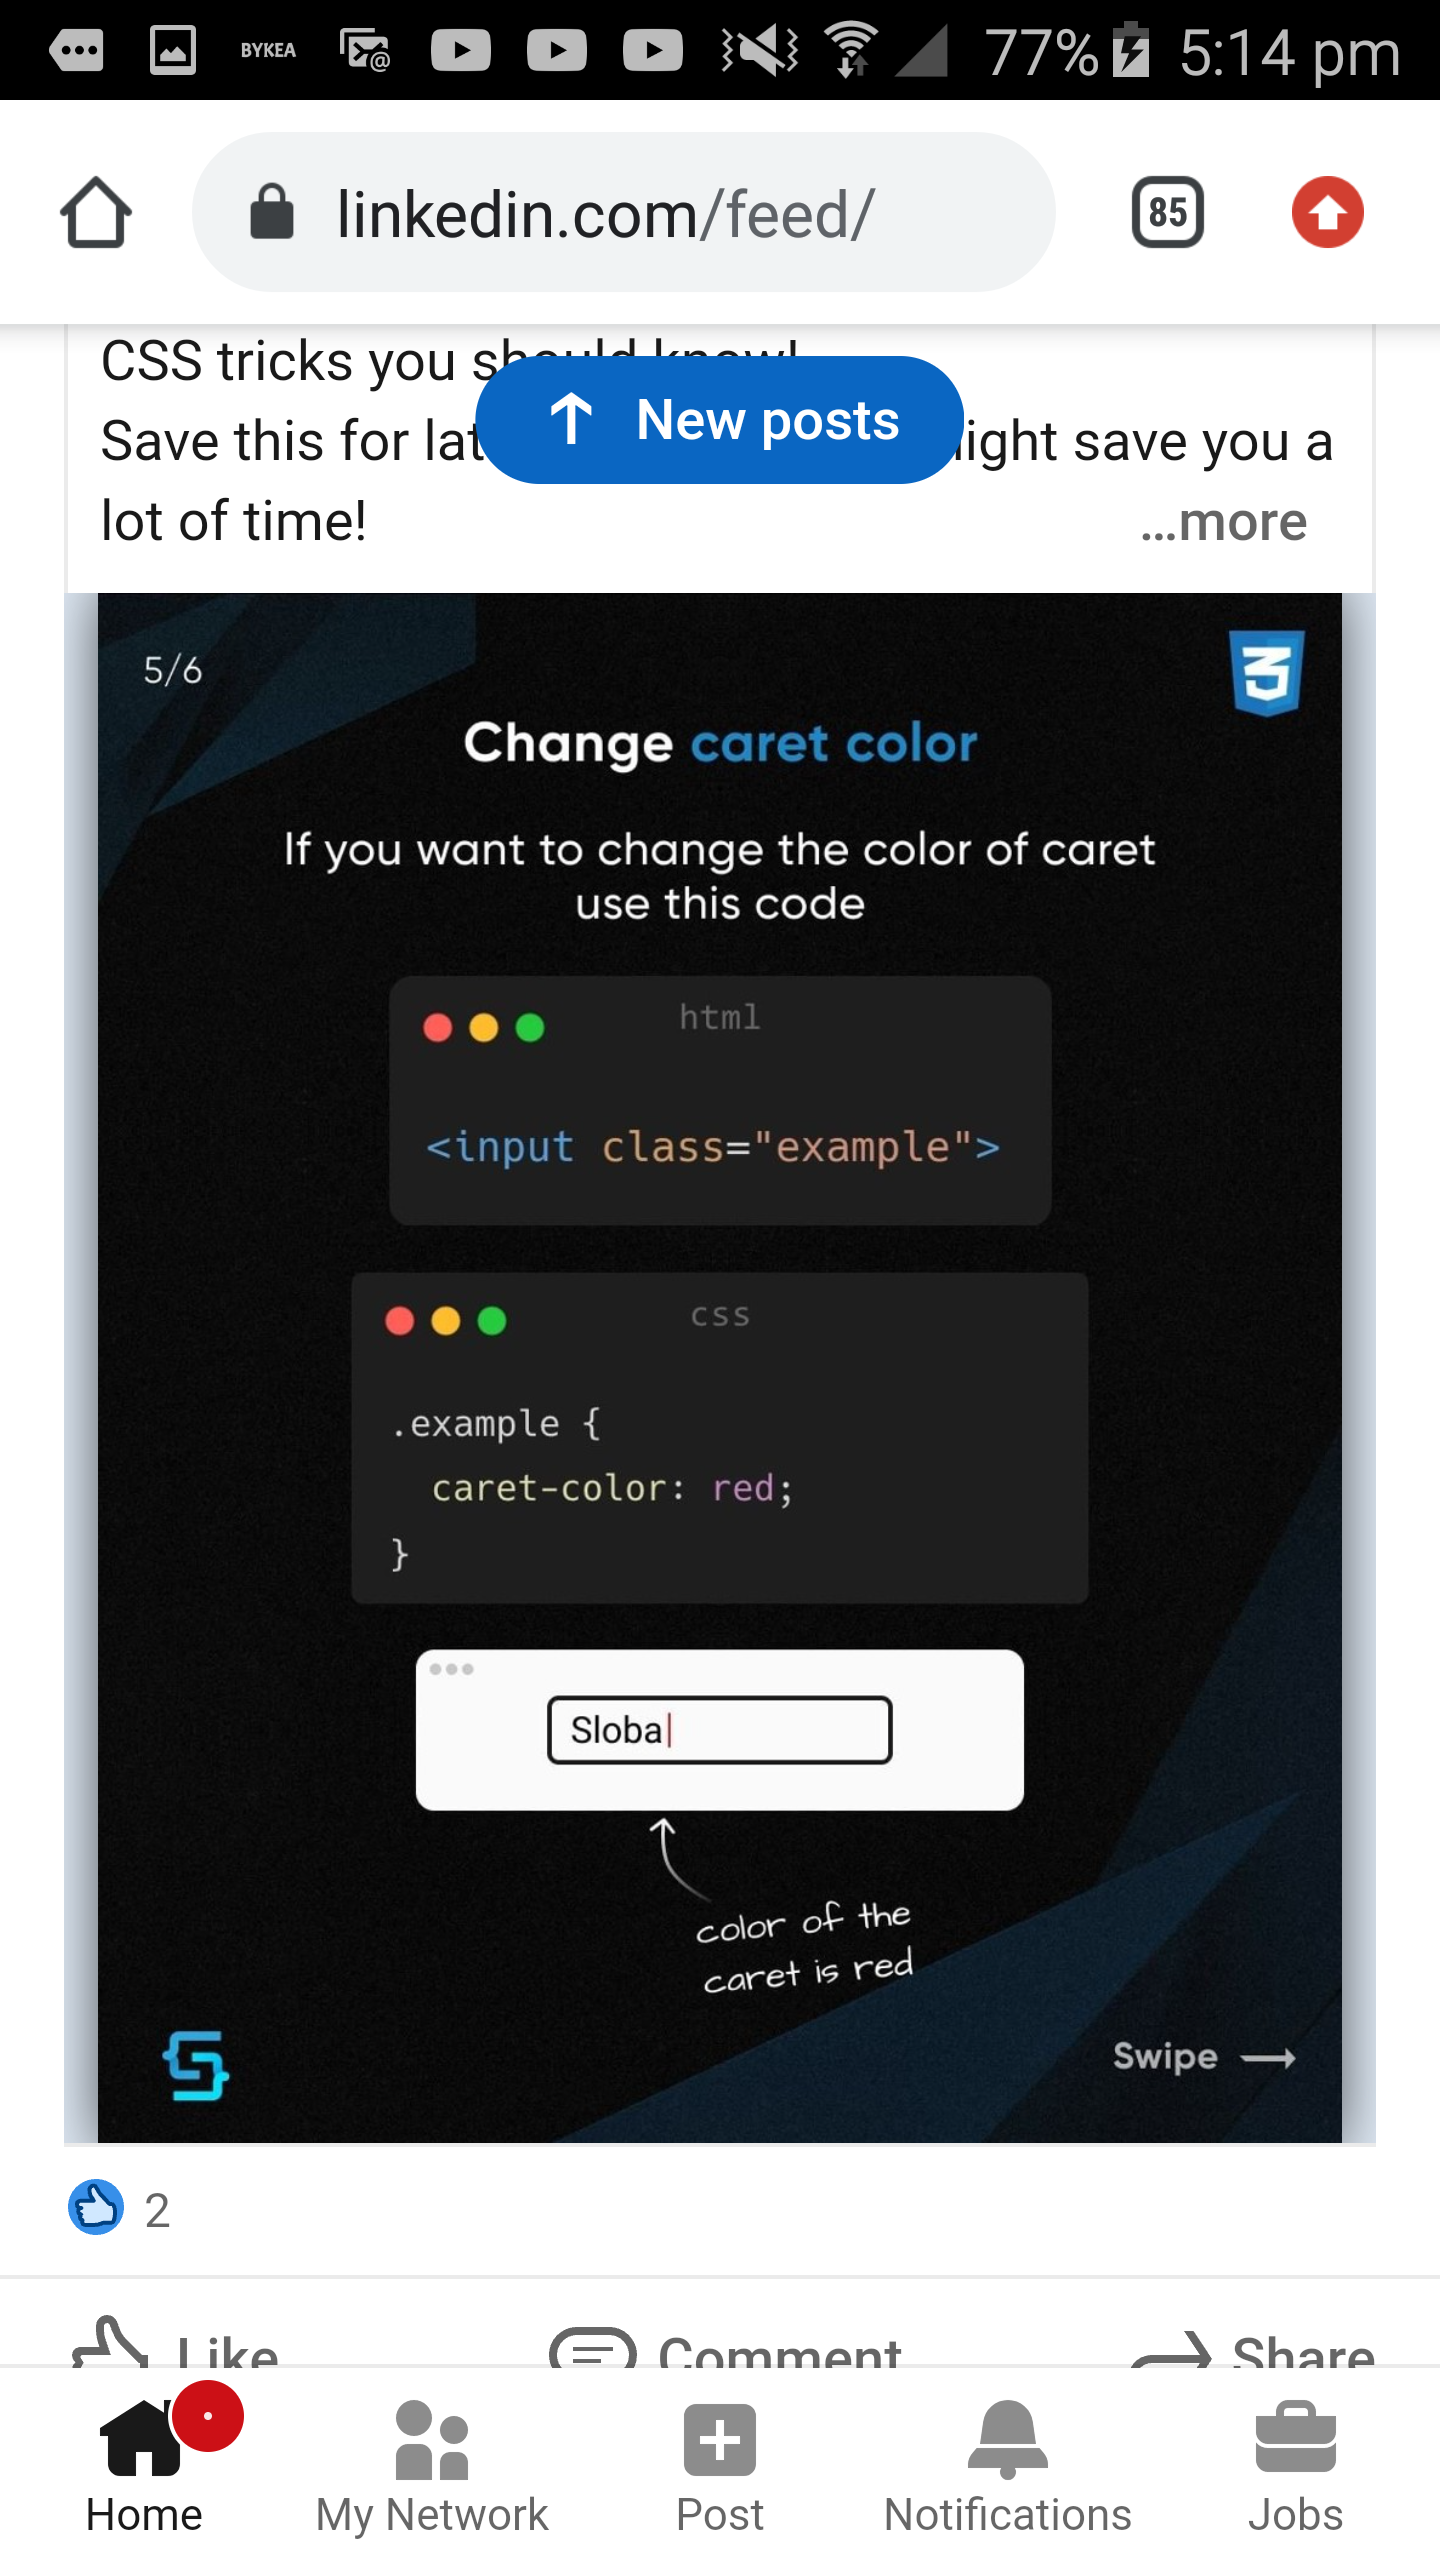 BYKEA
77%
5:14 pm
linkedin.com/feed/
85
CSS tricks you should know!
New posts
Save this for lat ight save you a
lot of time!
...more
5/6
Change caret color
If you want to change the color of caret
use this code
html
<input class="example">
css
.example {
caret-color: red;
}
Sloba
color of the
caret is red
Swipe
2
Like
Comment
Share
Home
My Network
Post
Notifications
Jobs